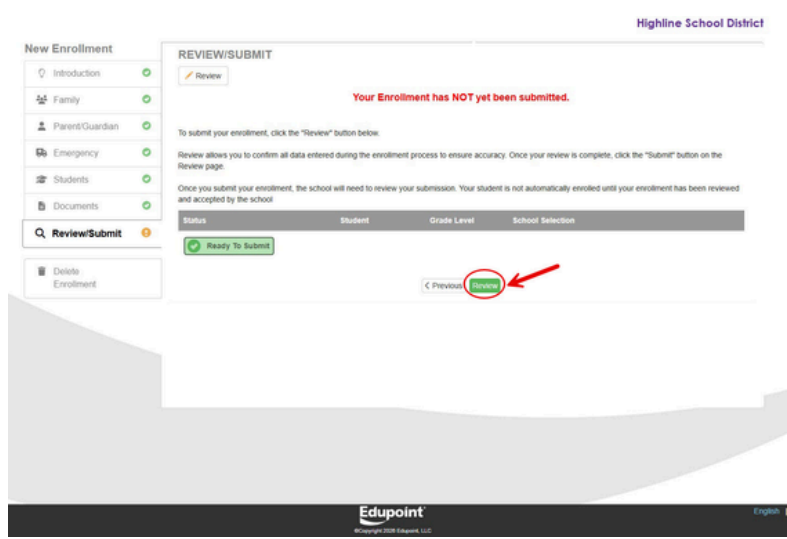 Highline School District
New Enrollment
Introduction
Family
Parent/Guardian
Emergency
Students
Documents
Review/Submit
Delete
Enrollment
REVIEW/SUBMIT
Review
Your Enrollment has NOT yet been submitted.
To submit your enrollment, click the "Review" button below.
Review allows you to confirm all data entered during the enrollment process to ensure accuracy. Once your review is complete, click the "Submit" button on the
Review page.
Once you submit your enrollment, the school will need to review your submission. Your student is not automatically enrolled until your enrollment has been reviewed
and accepted by the school
Status Student Grade Level School Selection
Ready To Submit
< Previous Review
Edupoint
©Copyright 2026 Edupoint, LLC
English |